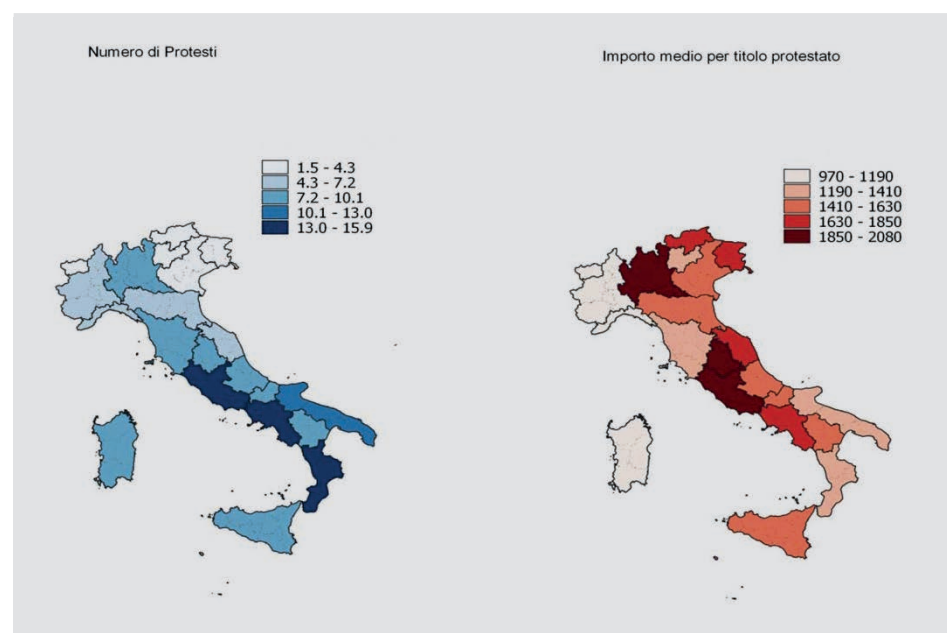 Numero di Protesti
Importo medio per titolo protestato
1.5 - 4.3
4.3 - 7.2
7.2 - 10.1
10.1 - 13.0
13.0 - 15.9
970 - 1190
1190 - 1410
1410 - 1630
1630 - 1850
1850 - 2080